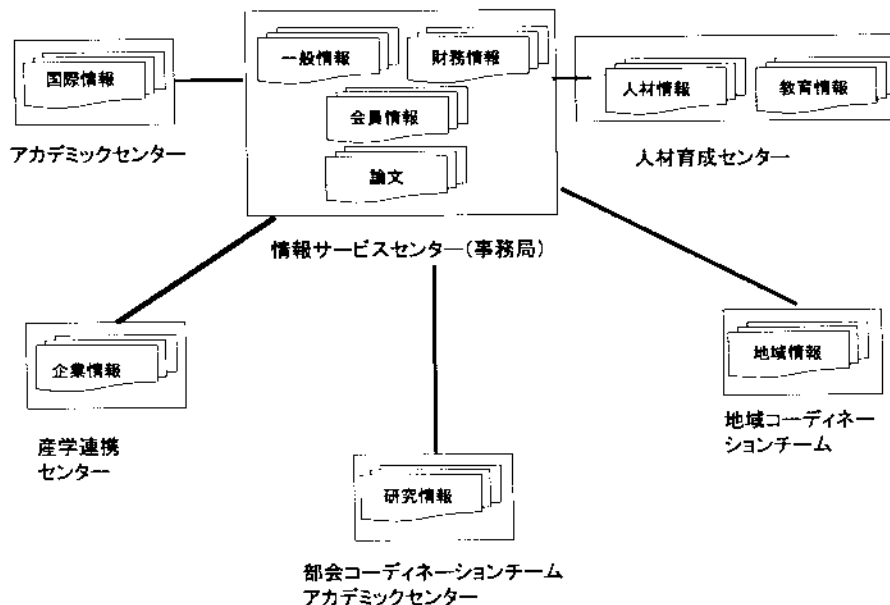 国際情報
アカデミックセンター
一般情報
財務情報
会員情報
論文
情報サービスセンター(事務局)
人材情報
教育情報
人材育成センター
企業情報
産学連携
センター
研究情報
部会コーディネーションチーム
アカデミックセンター
地域情報
地域コーディネー
ションチーム